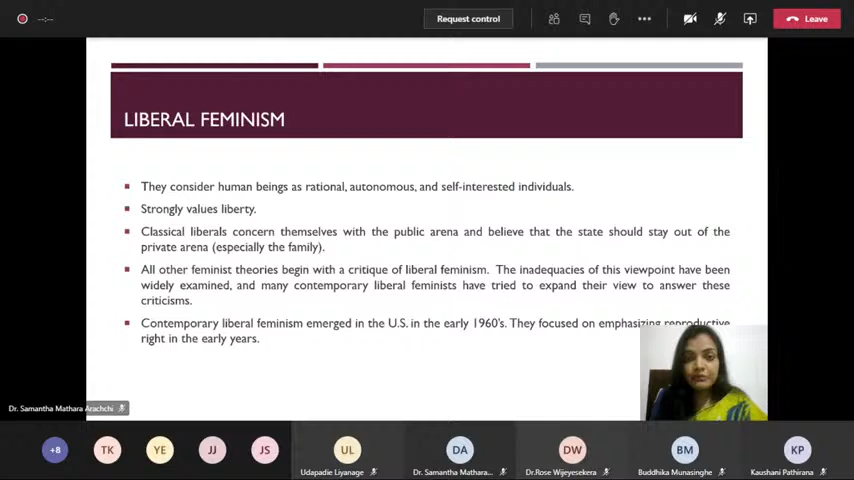 --:--
Request control
Leave
LIBERAL FEMINISM
They consider human beings as rational, autonomous, and self-interested individuals.
Strongly values liberty.
Classical liberals concern themselves with the public arena and believe that the state should stay out of the
private arena (especially the family).
All other feminist theories begin with a critique of liberal feminism. The inadequacies of this viewpoint have been
widely examined, and many contemporary liberal feminists have tried to expand their view to answer these
criticisms.
Contemporary liberal feminism emerged in the U.S. in the early 1960's. They focused on emphasizing reproductive
right in the early years.
Dr. Samantha Mathara Arachchi
+8
TK
YE
JJ
JS
UL
DA
DW
BM
KP
Udapadie Liyanage
Dr. Samantha Mathara...
Dr.Rose Wijeyesekera
Buddhika Munasinghe
Kaushani Pathirana